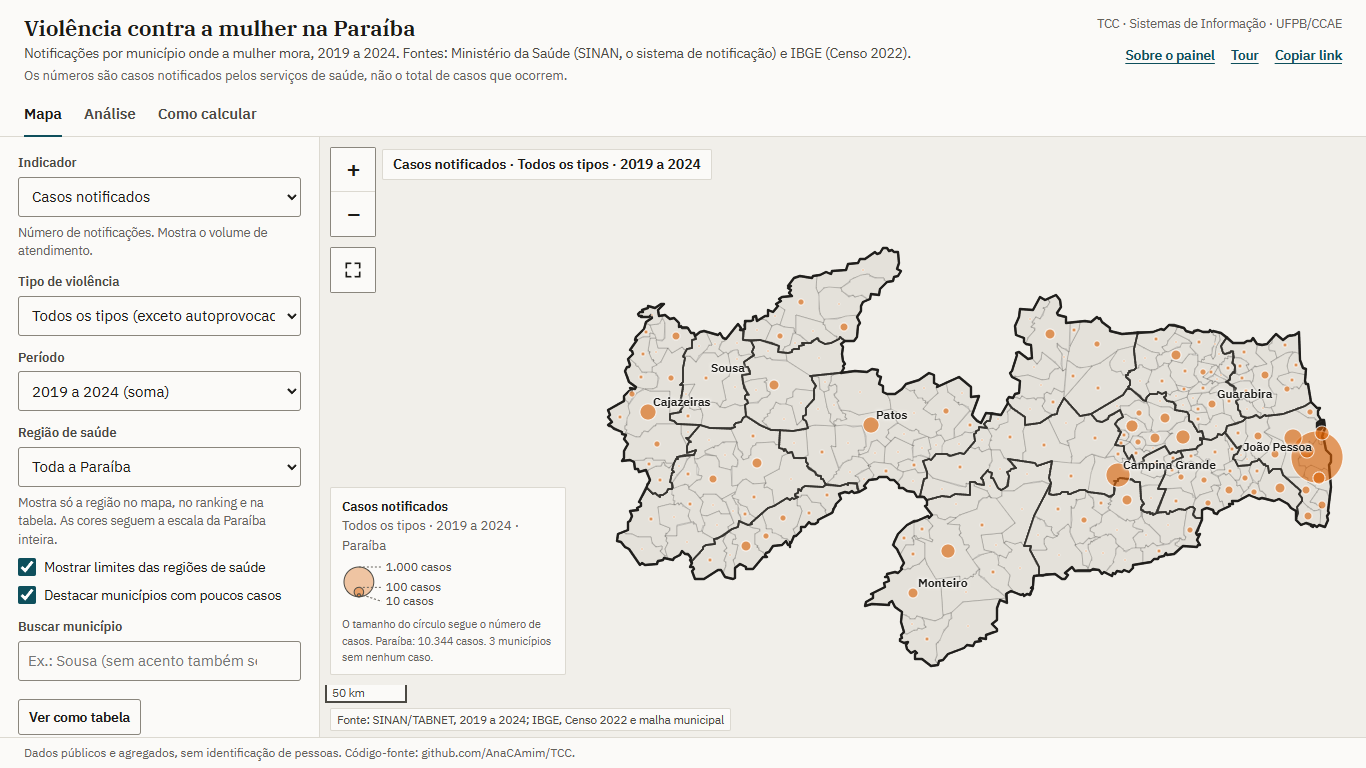 Violência contra a mulher na Paraíba
TCC · Sistemas de Informação · UFPB/CCAE
Notificações por município onde a mulher mora, 2019 a 2024. Fontes: Ministério da Saúde (SINAN, o sistema de notificação) e IBGE (Censo 2022).
Sobre o painel
Tour
Copiar link
Os números são casos notificados pelos serviços de saúde, não o total de casos que ocorrem.
Mapa
Análise
Como calcular
Indicador
Casos notificados
Número de notificações. Mostra o volume de
atendimento.
Tipo de violência
Todos os tipos (exceto autoprovocac
Período
2019 a 2024 (soma)
Região de saúde
Toda a Paraíba
Mostra só a região no mapa, no ranking e na
tabela. As cores seguem a escala da Paraíba
inteira.
Mostrar limites das regiões de saúde
Destacar municípios com poucos casos
Buscar município
Ex.: Sousa (sem acento também se
Ver como tabela
+
−
Casos notificados · Todos os tipos · 2019 a 2024
Sousa
Cajazeiras
Patos
Guarabira
João Pessoa
Campina Grande
Monteiro
Casos notificados
Todos os tipos · 2019 a 2024 ·
Paraíba
1.000 casos
100 casos
10 casos
O tamanho do círculo segue o número de
casos. Paraíba: 10.344 casos. 3 municípios
sem nenhum caso.
50 km
Fonte: SINAN/TABNET, 2019 a 2024; IBGE, Censo 2022 e malha municipal
Dados públicos e agregados, sem identificação de pessoas. Código-fonte: github.com/AnaCAmim/TCC.